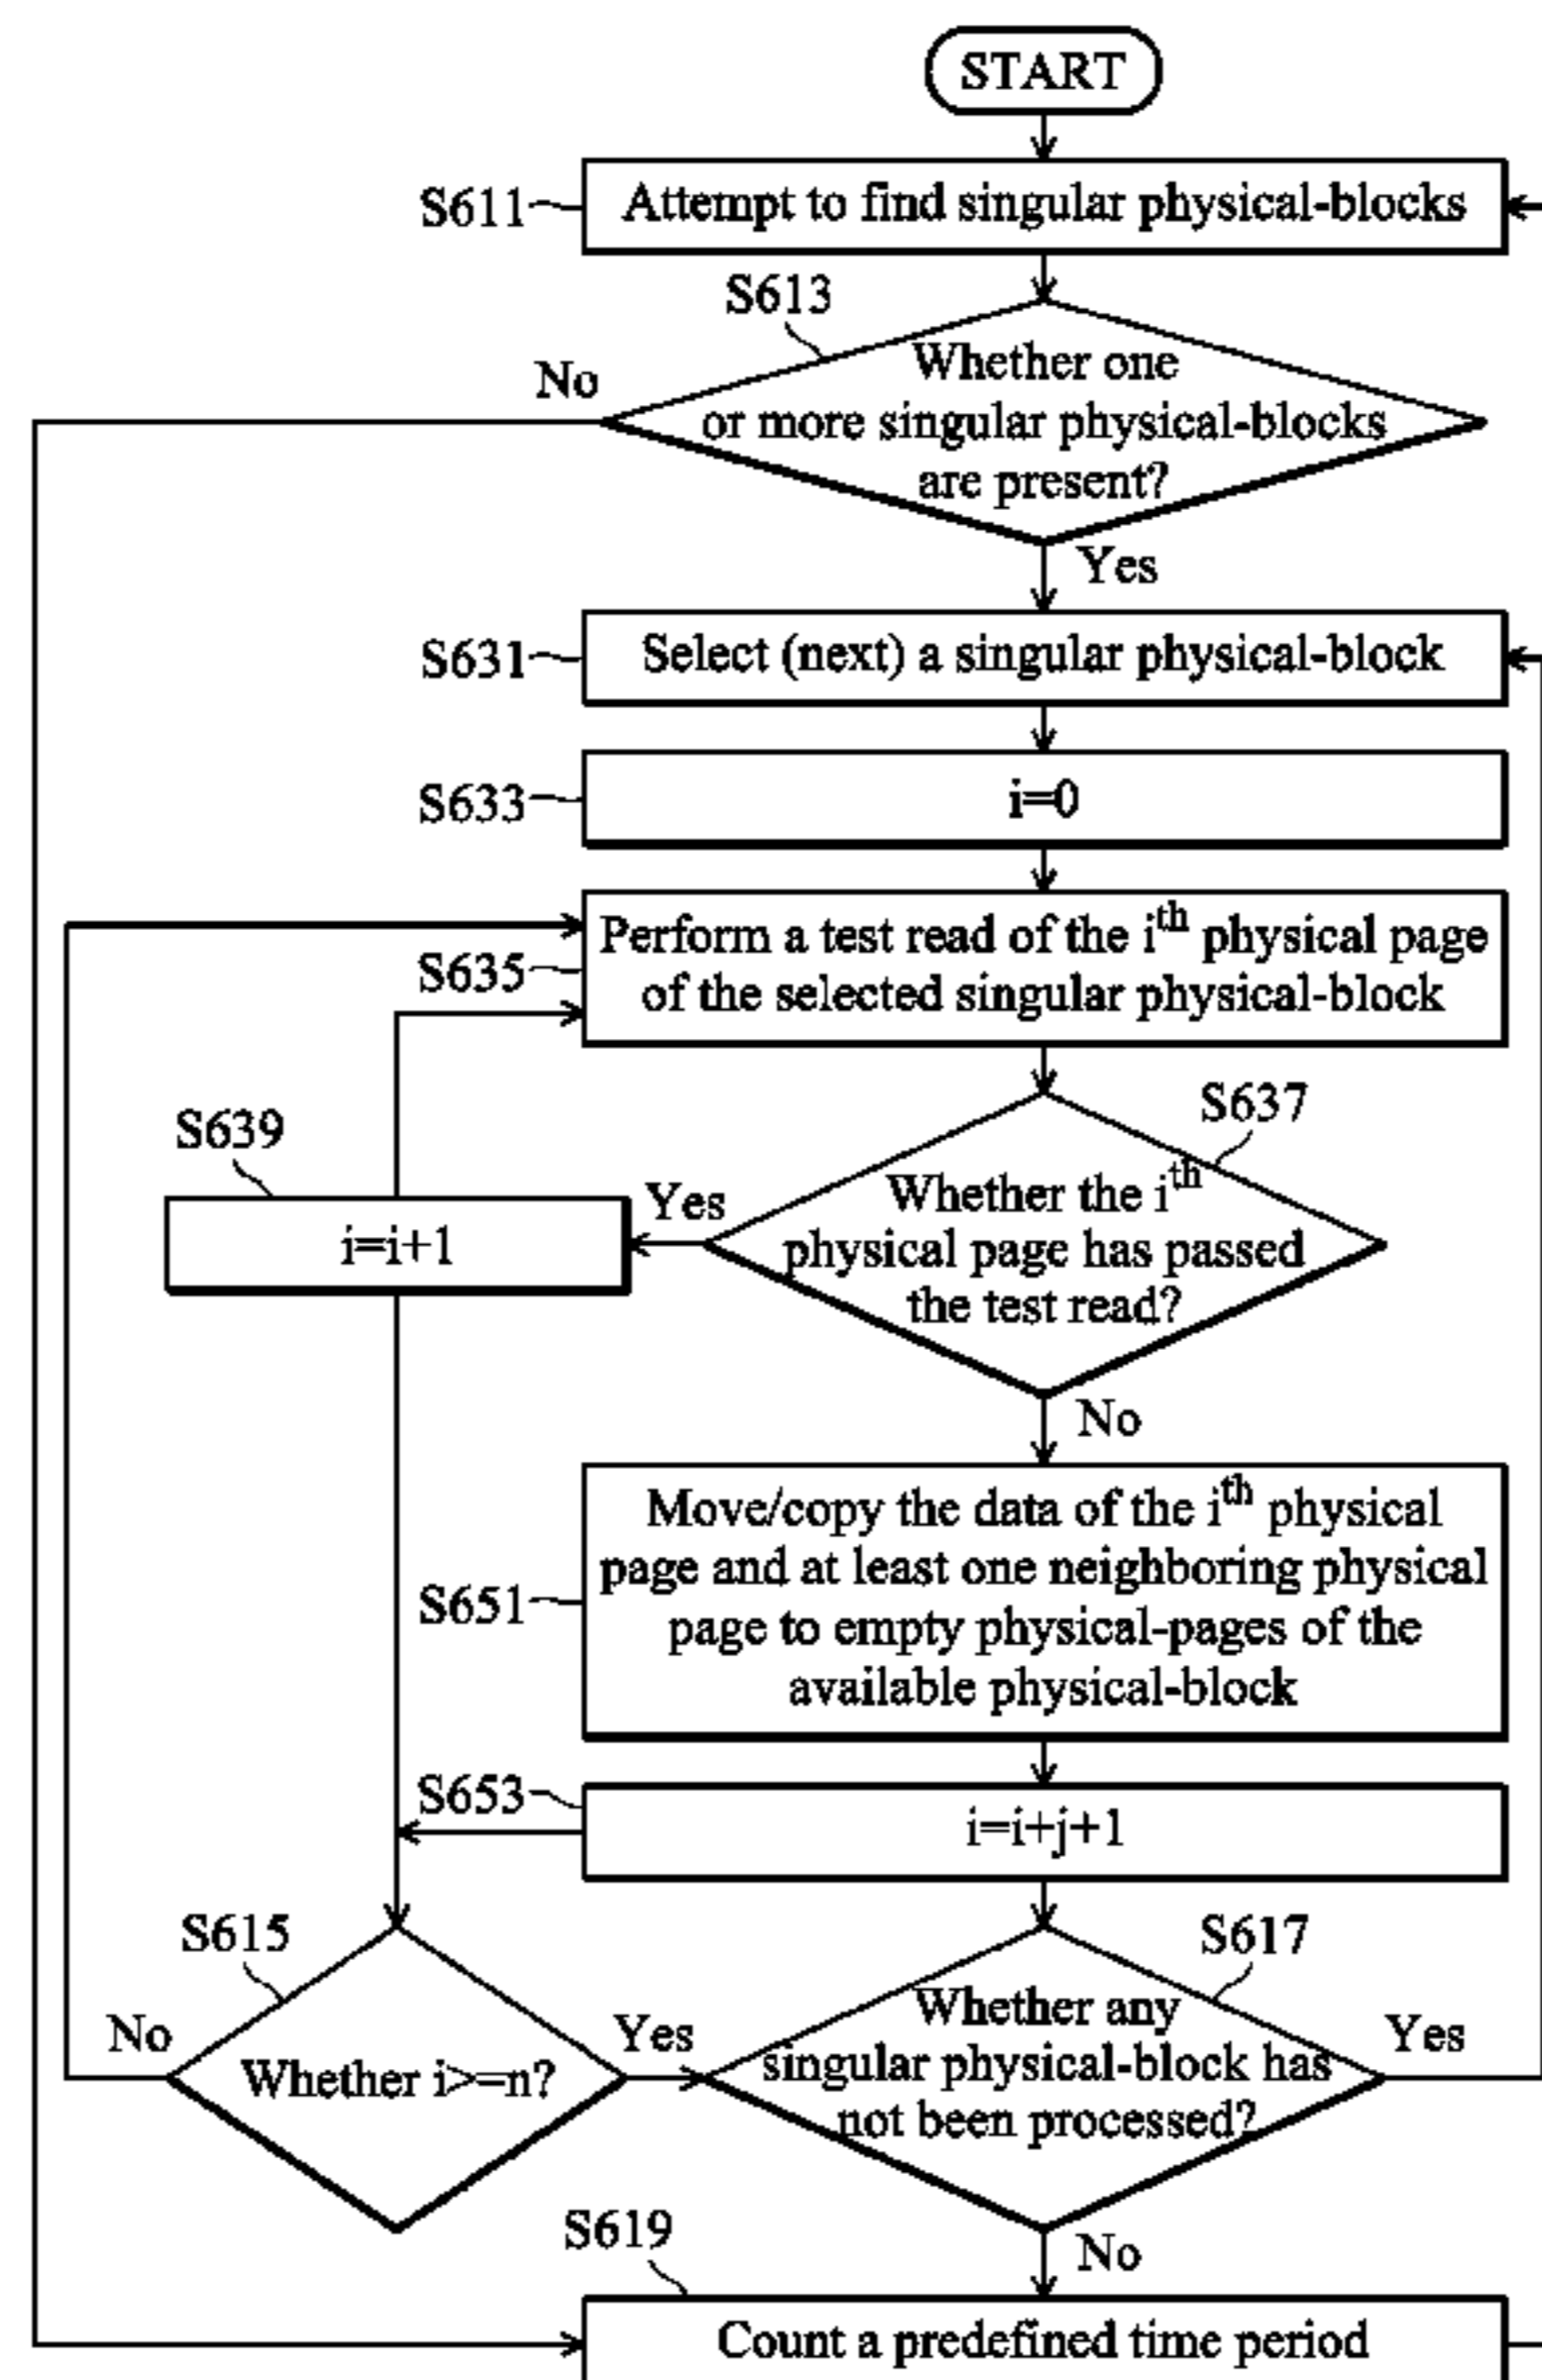 START
S611
Attempt to find singular physical-blocks
S613
No
Whether one
or more singular physical-blocks
are present?
Yes
S631
Select (next) a singular physical-block
S633
i=0
S635
Perform a test read of the ith physical page
of the selected singular physical-block
S637
S639
Yes
i=i+1
Whether the ith
physical page has passed
the test read?
No
S651
Move/copy the data of the ith physical
page and at least one neighboring physical
page to empty physical-pages of the
available physical-block
S653
i=i+j+1
S615
S617
No
Whether i>=n?
Yes
Whether any
singular physical-block has
not been processed?
Yes
S619
No
Count a predefined time period